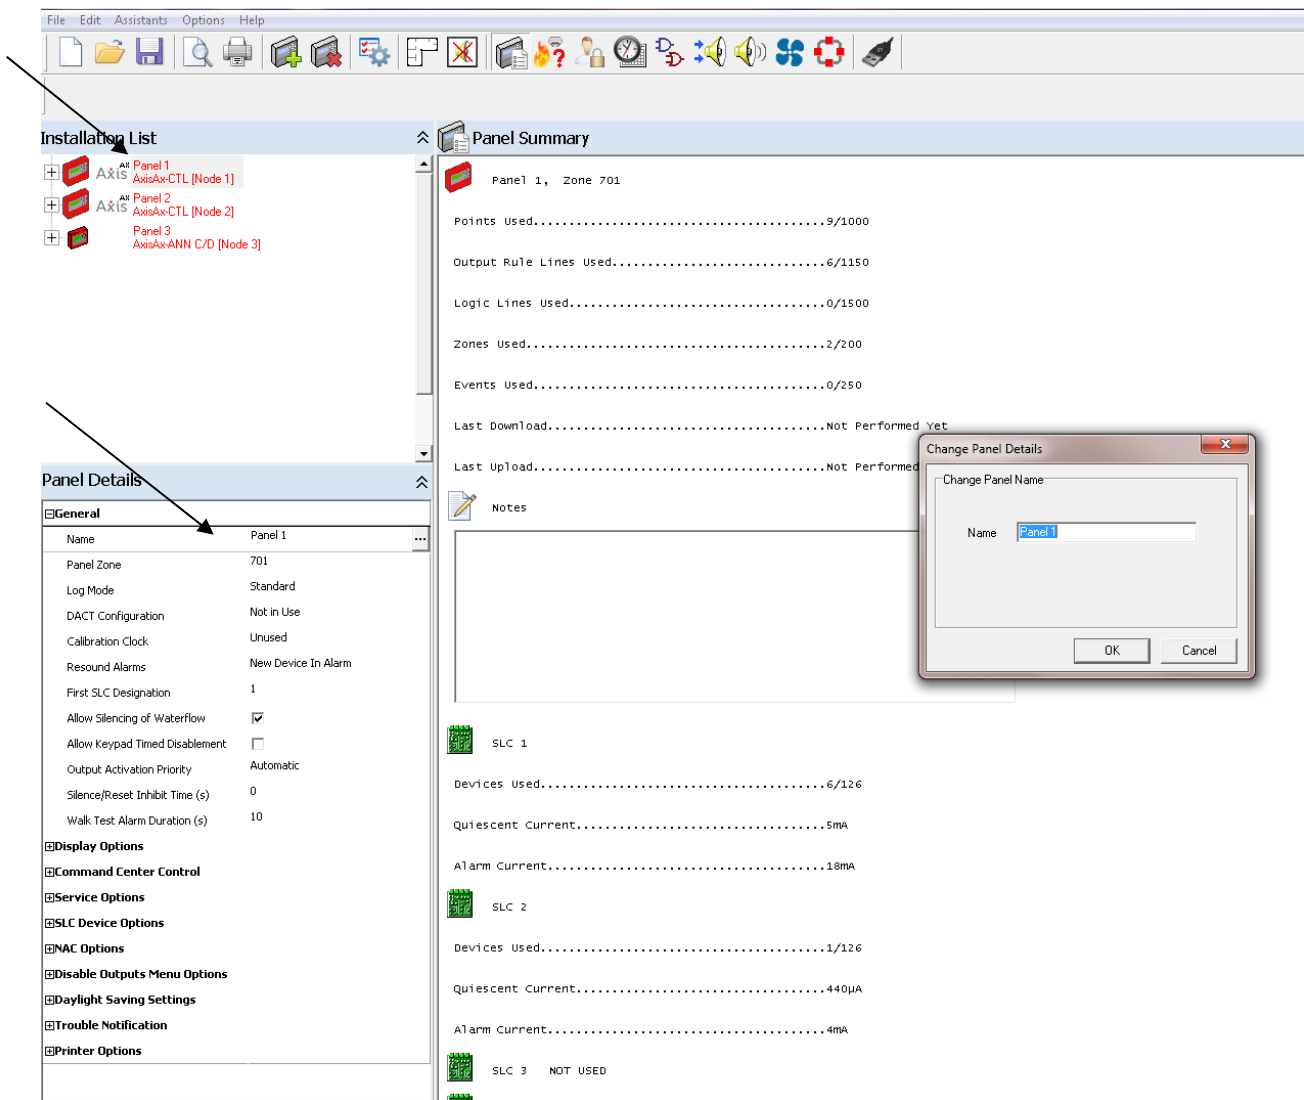 File Edit Assistants Options Help
Installation List
Axis AX Panel 1
AxisAx-CTL [Node 1]
Axis AX Panel 2
AxisAx-CTL [Node 2]
Panel 3
AxisAx-ANN C/D [Node 3]
Panel Details
General
Name Panel 1 ...
Panel Zone 701
Log Mode Standard
DACT Configuration Not in Use
Calibration Clock Unused
Resound Alarms New Device In Alarm
First SLC Designation 1
Allow Silencing of Waterflow
Allow Keypad Timed Disablement
Output Activation Priority Automatic
Silence/Reset Inhibit Time (s) 0
Walk Test Alarm Duration (s) 10
Display Options
Command Center Control
Service Options
SLC Device Options
NAC Options
Disable Outputs Menu Options
Daylight Saving Settings
Trouble Notification
Printer Options
Panel Summary
Panel 1, Zone 701
Points Used.........................................9/1000
Output Rule Lines Used..............................6/1150
Logic Lines Used....................................0/1500
Zones Used..........................................2/200
Events Used.........................................0/250
Last Download.......................................Not Performed Yet
Last Upload.........................................Not Performed
Notes
SLC 1
Devices Used........................................6/126
Quiescent Current...................................5mA
Alarm Current.......................................18mA
SLC 2
Devices Used........................................1/126
Quiescent Current...................................440µA
Alarm Current.......................................4mA
SLC 3 NOT USED
Change Panel Details
Change Panel Name
Name Panel 1
OK Cancel